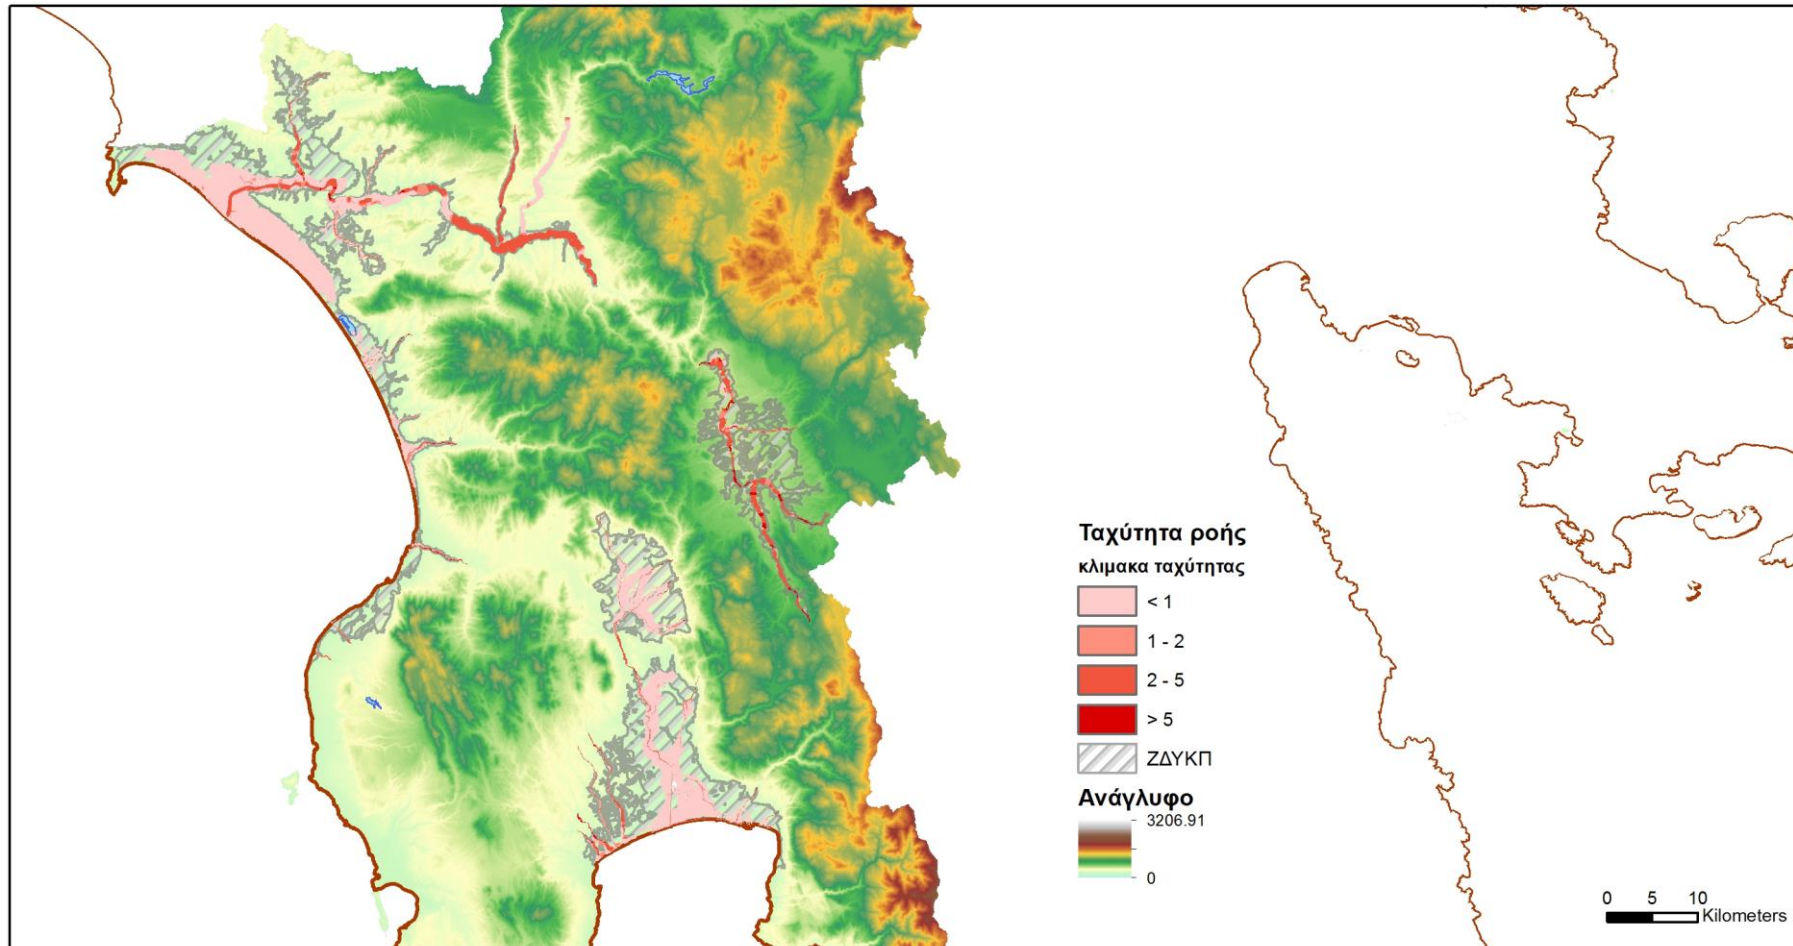 Ταχύτητα ροής
κλιμακα ταχύτητας
< 1
1 - 2
2 - 5
> 5
ΖΔΥΚΠ
Ανάγλυφο
3206.91
0
0 5 10
Kilometers